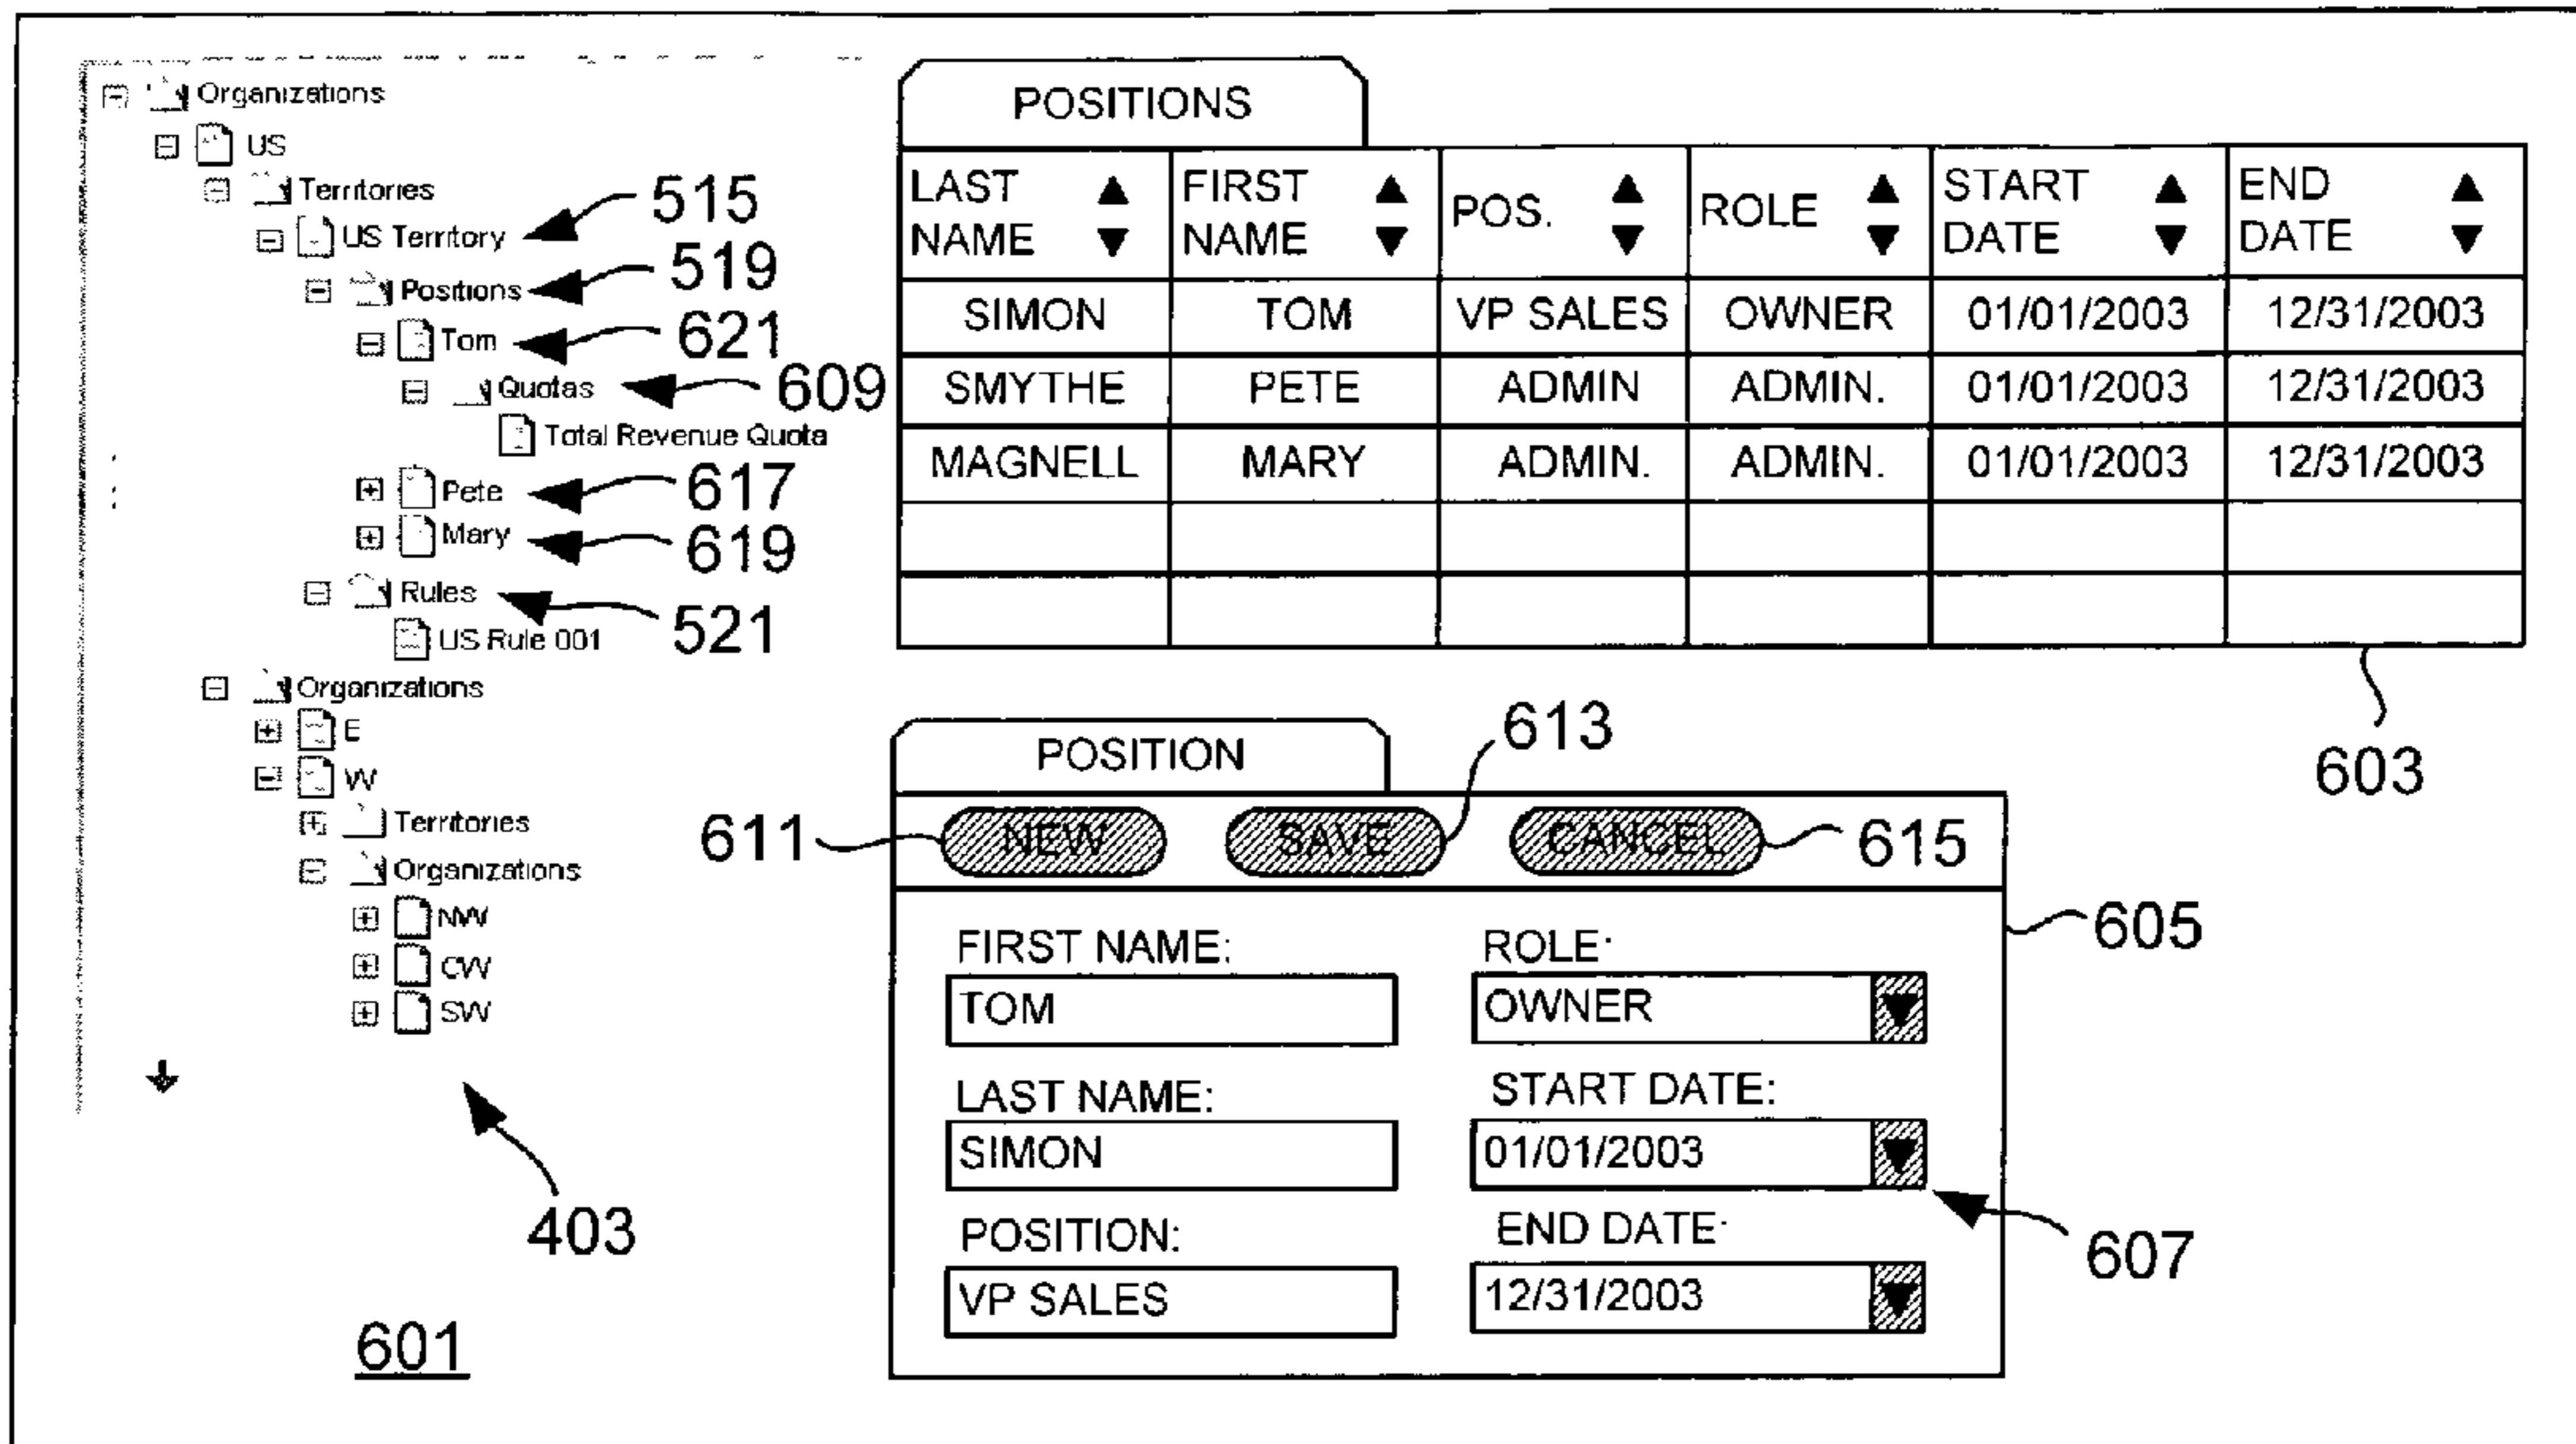 Organizations
US
Territories
US Territory
515
Positions
519
Tom
621
Quotas
609
Total Revenue Quota
Pete
617
Mary
619
Rules
521
US Rule 001
Organizations
E
W
Territories
Organizations
NW
CW
SW
403
601
POSITIONS
LAST NAME FIRST NAME POS. ROLE START DATE END DATE
SIMON TOM VP SALES OWNER 01/01/2003 12/31/2003
SMYTHE PETE ADMIN ADMIN. 01/01/2003 12/31/2003
MAGNELL MARY ADMIN. ADMIN. 01/01/2003 12/31/2003
603
POSITION
613
611 NEW SAVE CANCEL 615
605
FIRST NAME: ROLE:
TOM OWNER
LAST NAME: START DATE:
SIMON 01/01/2003
607
POSITION: END DATE:
VP SALES 12/31/2003